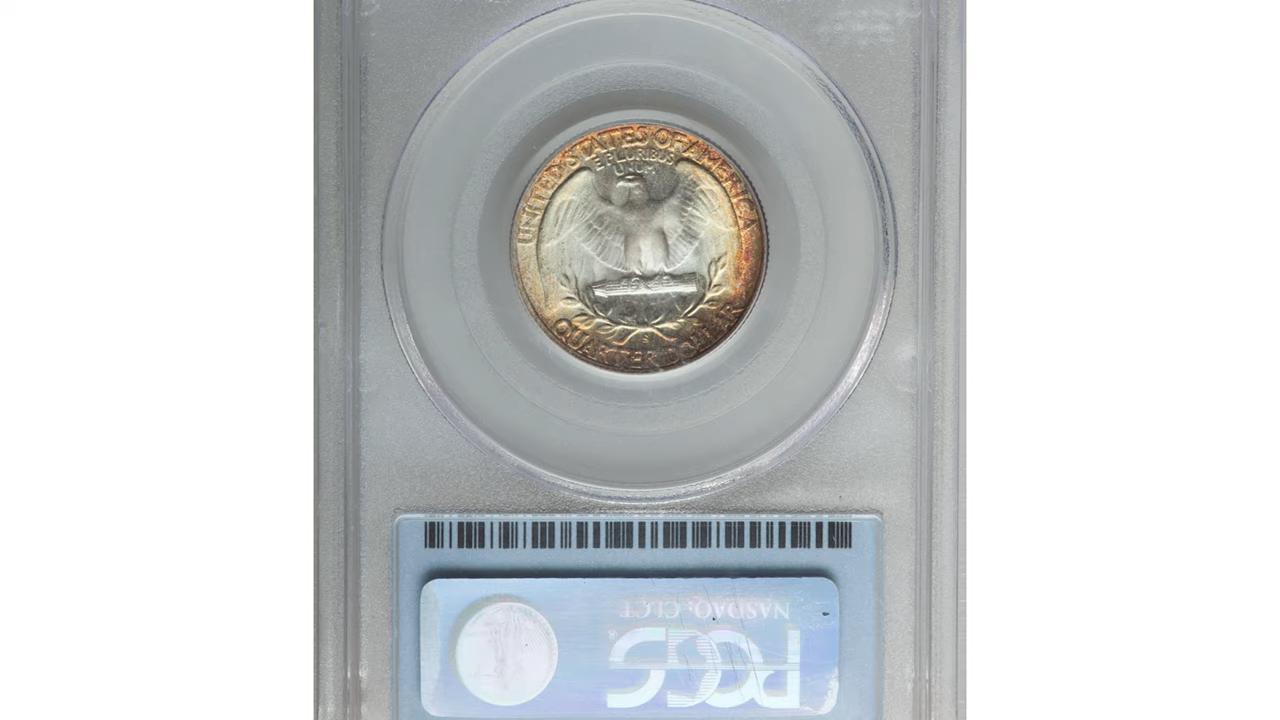 UNITED STATES OF AMERICA
E PLURIBUS
UNUM
S
QUARTER DOLLAR
NASDAQ: CLCT
PCGS
®